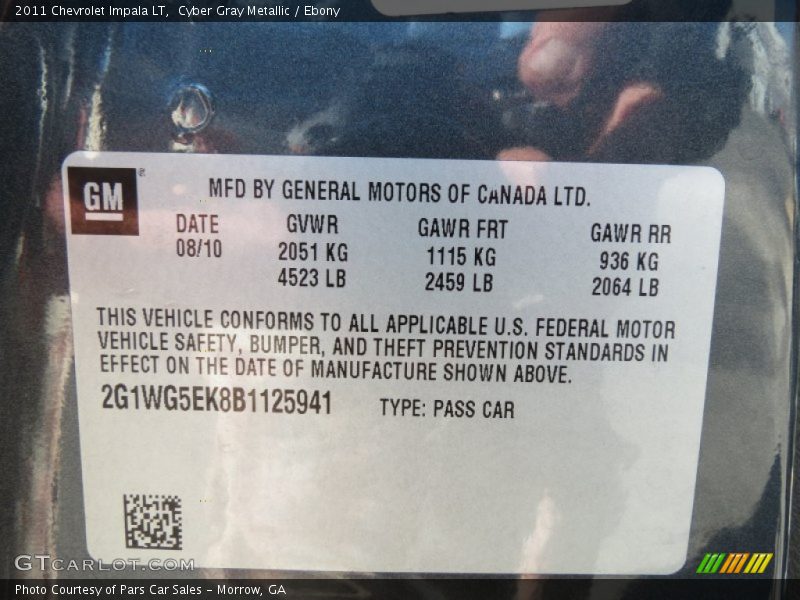 2011 Chevrolet Impala LT,  Cyber Gray Metallic / Ebony
GM ®
MFD BY GENERAL MOTORS OF CANADA LTD.
DATE GVWR GAWR FRT GAWR RR
08/10 2051 KG 1115 KG 936 KG
4523 LB 2459 LB 2064 LB
THIS VEHICLE CONFORMS TO ALL APPLICABLE U.S. FEDERAL MOTOR
VEHICLE SAFETY, BUMPER, AND THEFT PREVENTION STANDARDS IN
EFFECT ON THE DATE OF MANUFACTURE SHOWN ABOVE.
2G1WG5EK8B1125941 TYPE: PASS CAR
GTCARLOT.COM
Photo Courtesy of Pars Car Sales - Morrow, GA